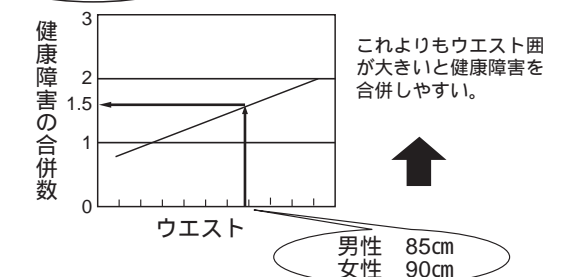 健康障害の合併数
3
2
1.5
1
0
ウエスト
これよりもウエスト囲
が大きいと健康障害を
合併しやすい。
男性 85cm
女性 90cm